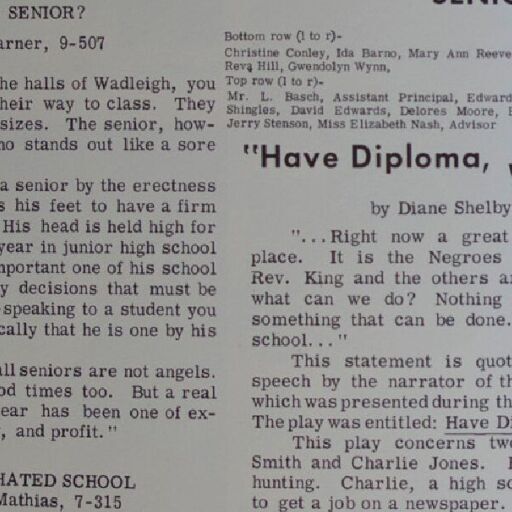 SENIOR?
arner, 9-507
he halls of Wadleigh, you
heir way to class. They
sizes. The senior, how-
ho stands out like a sore
a senior by the erectness
s his feet to have a firm
His head is held high for
year in junior high school
mportant one of his school
y decisions that must be
speaking to a student you
cally that he is one by his
all seniors are not angels.
od times too. But a real
ear has been one of ex-
, and profit."
HATED SCHOOL
Mathias, 7-315
Bottom row (l to r)-
Christine Conley, Ida Barno, Mary Ann Reeve
Reva Hill, Gwendolyn Wynn,
Top row (l to r)-
Mr. L. Basch, Assistant Principal, Edward
Shingles, David Edwards, Delores Moore,
Jerry Stenson, Miss Elizabeth Nash, Advisor
"Have Diploma,
by Diane Shelby
"...Right now a great
place. It is the Negroes
Rev. King and the others a
what can we do? Nothing
something that can be done.
school..."
This statement is quot
speech by the narrator of th
which was presented during th
The play was entitled: Have Di
This play concerns two
Smith and Charlie Jones.
hunting. Charlie, a high sc
to get a job on a newspaper.